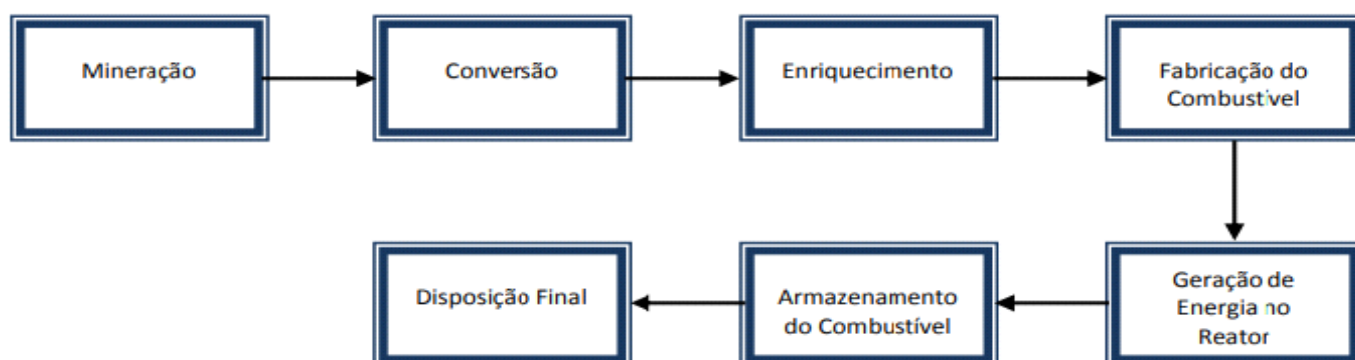 Mineração
Conversão
Enriquecimento
Fabricação do
Combustível
Geração de
Energia no
Reator
Armazenamento
do Combustível
Disposição Final